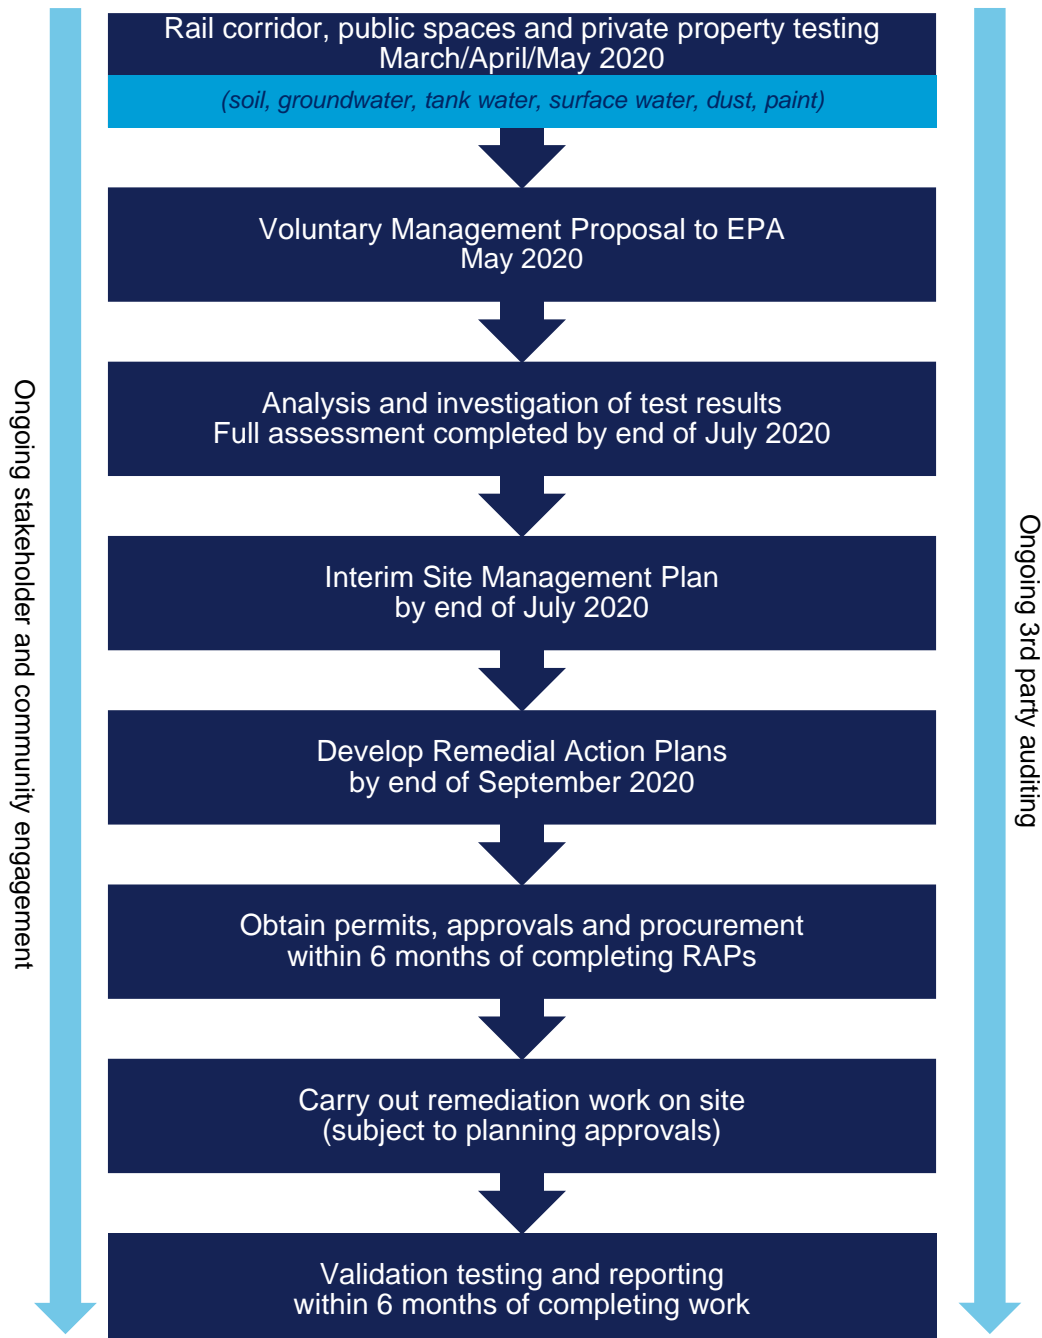 Rail corridor, public spaces and private property testing
March/April/May 2020
(soil, groundwater, tank water, surface water, dust, paint)
Voluntary Management Proposal to EPA
May 2020
Analysis and investigation of test results
Full assessment completed by end of July 2020
Interim Site Management Plan
by end of July 2020
Develop Remedial Action Plans
by end of September 2020
Obtain permits, approvals and procurement
within 6 months of completing RAPs
Carry out remediation work on site
(subject to planning approvals)
Validation testing and reporting
within 6 months of completing work
Ongoing stakeholder and community engagement
Ongoing 3rd party auditing